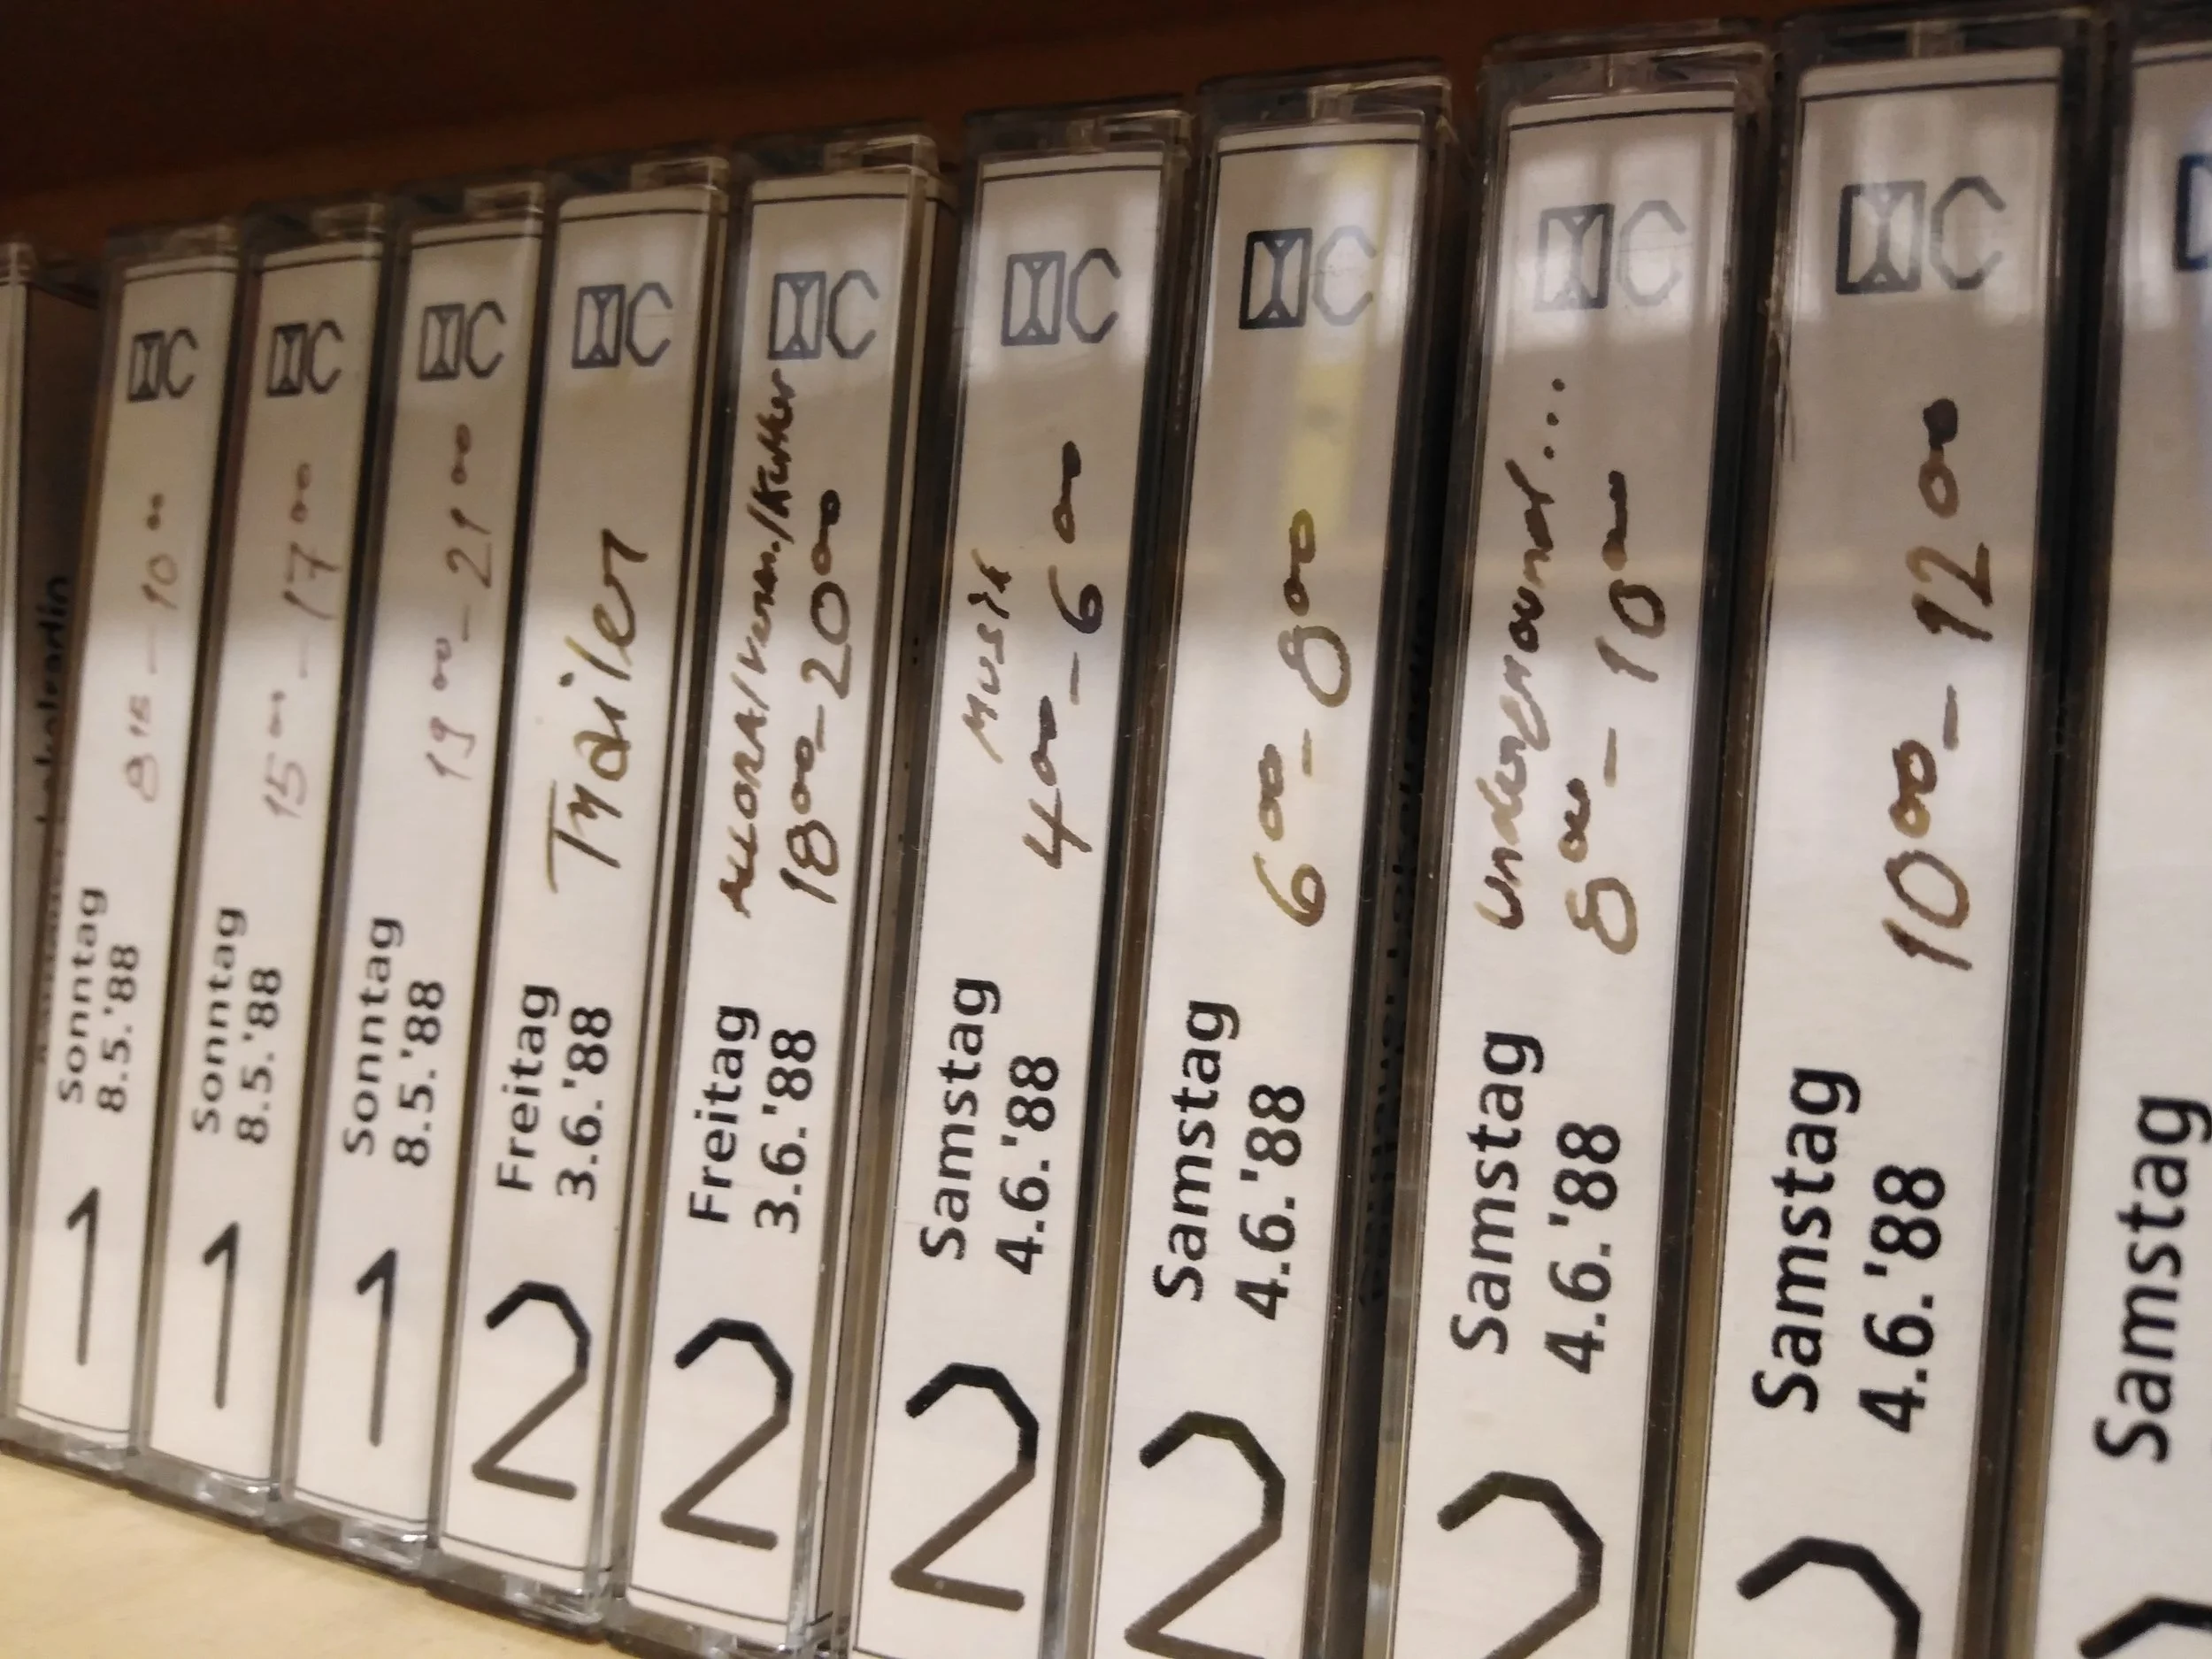 8¹⁵ – 10⁰⁰
Sonntag
8.5.'88
1
15⁰⁰ – 17⁰⁰
Sonntag
8.5.'88
1
19⁰⁰ – 21⁰⁰
Sonntag
8.5.'88
1
Trailer
Freitag
3.6.'88
2
18⁰⁰ – 20⁰⁰
Freitag
3.6.'88
2
Musik
4⁰⁰ – 6⁰⁰
Samstag
4.6.'88
2
6⁰⁰ – 8⁰⁰
Samstag
4.6.'88
2
8⁰⁰ – 10⁰⁰
Samstag
4.6.'88
2
10⁰⁰ – 12⁰⁰
Samstag
4.6.'88
2
Samstag